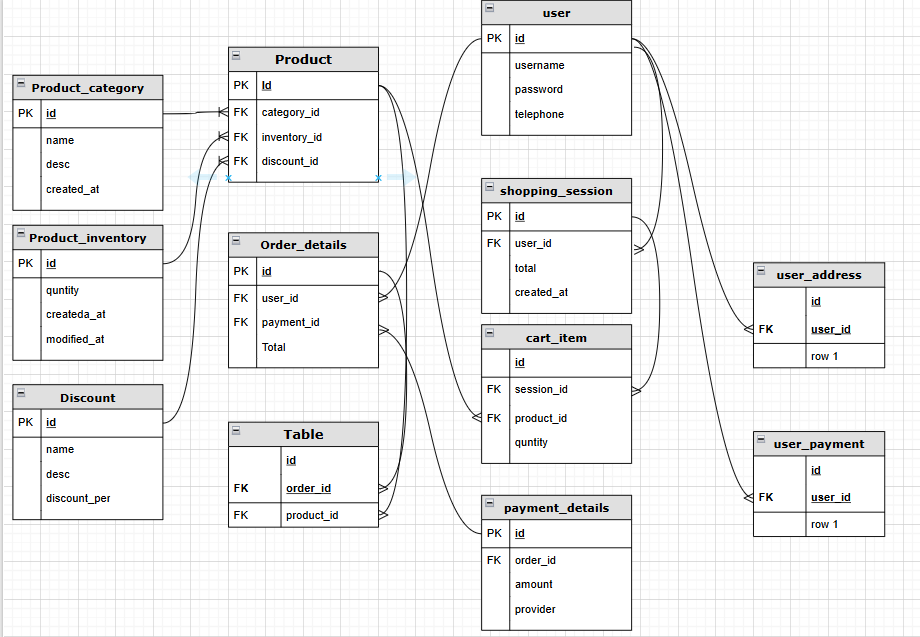 Product_category
PK id
name
desc
created_at
Product_inventory
PK id
quntity
createda_at
modified_at
Discount
PK id
name
desc
discount_per
Product
PK Id
FK category_id
FK inventory_id
FK discount_id
Order_details
PK id
FK user_id
FK payment_id
Total
Table
id
FK order_id
FK product_id
user
PK id
username
password
telephone
shopping_session
PK id
FK user_id
total
created_at
cart_item
id
FK session_id
FK product_id
quntity
payment_details
PK id
FK order_id
amount
provider
user_address
id
FK user_id
row 1
user_payment
id
FK user_id
row 1